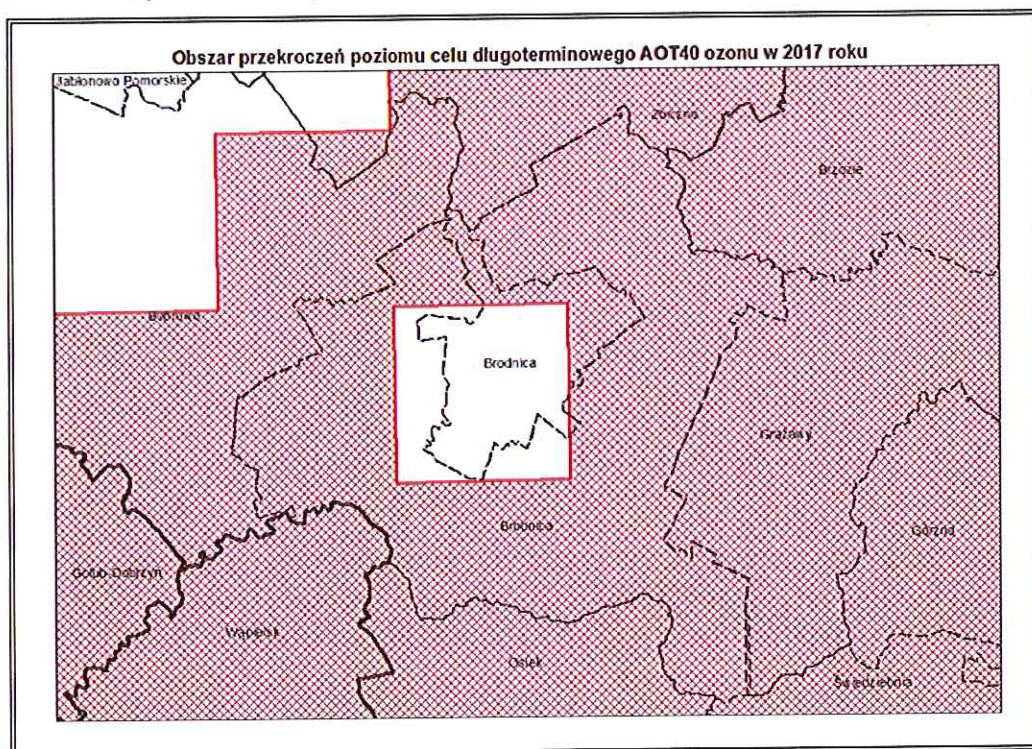 Obszar przekroczeń poziomu celu długoterminowego AOT40 ozonu w 2017 roku
Jabłonowo Pomorskie
Zbiczno
Brzozie
Bobrowo
Brodnica
Grążawy
Brodnica
Górzno
Golub-Dobrzyń
Wąpielsk
Osiek
Świedziebnia